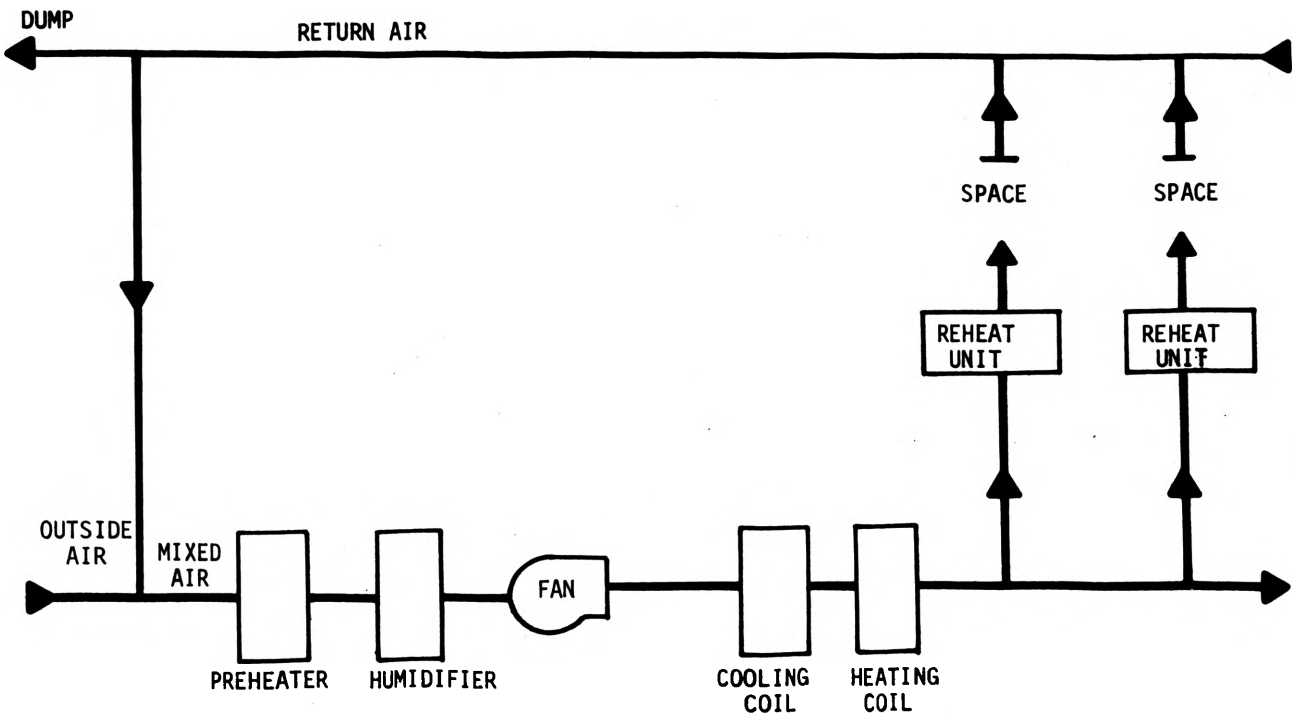 DUMP
RETURN AIR
SPACE
SPACE
REHEAT
UNIT
REHEAT
UNIT
OUTSIDE
AIR
MIXED
AIR
FAN
PREHEATER
HUMIDIFIER
COOLING
COIL
HEATING
COIL